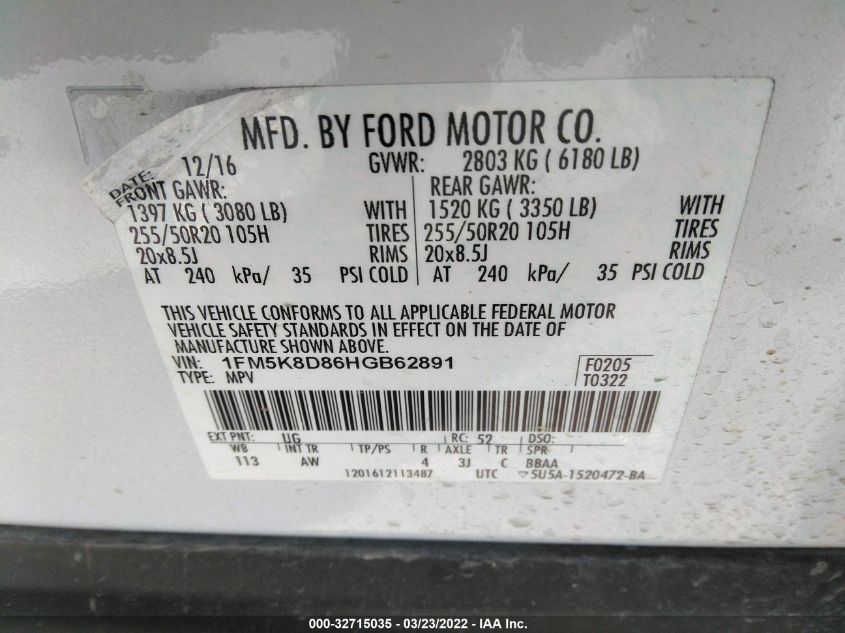 MFD. BY FORD MOTOR CO.
DATE: 12/16 GVWR: 2803 KG ( 6180 LB)
FRONT GAWR: REAR GAWR:
1397 KG ( 3080 LB) WITH 1520 KG ( 3350 LB) WITH
255/50R20 105H TIRES 255/50R20 105H TIRES
20x8.5J RIMS 20x8.5J RIMS
AT 240 kPa/ 35 PSI COLD AT 240 kPa/ 35 PSI COLD
THIS VEHICLE CONFORMS TO ALL APPLICABLE FEDERAL MOTOR
VEHICLE SAFETY STANDARDS IN EFFECT ON THE DATE OF
MANUFACTURE SHOWN ABOVE.
VIN: 1FM5K8D86HGB62891 F0205
TYPE: MPV T0322
EXT PNT: UG RC: 52 DSO:
WB INT TR TP/PS R AXLE TR SPR
113 AW 4 3J C BBAA
1201612113487 UTC 5U5A-1520472-BA
000-32715035 - 03/23/2022 - IAA Inc.